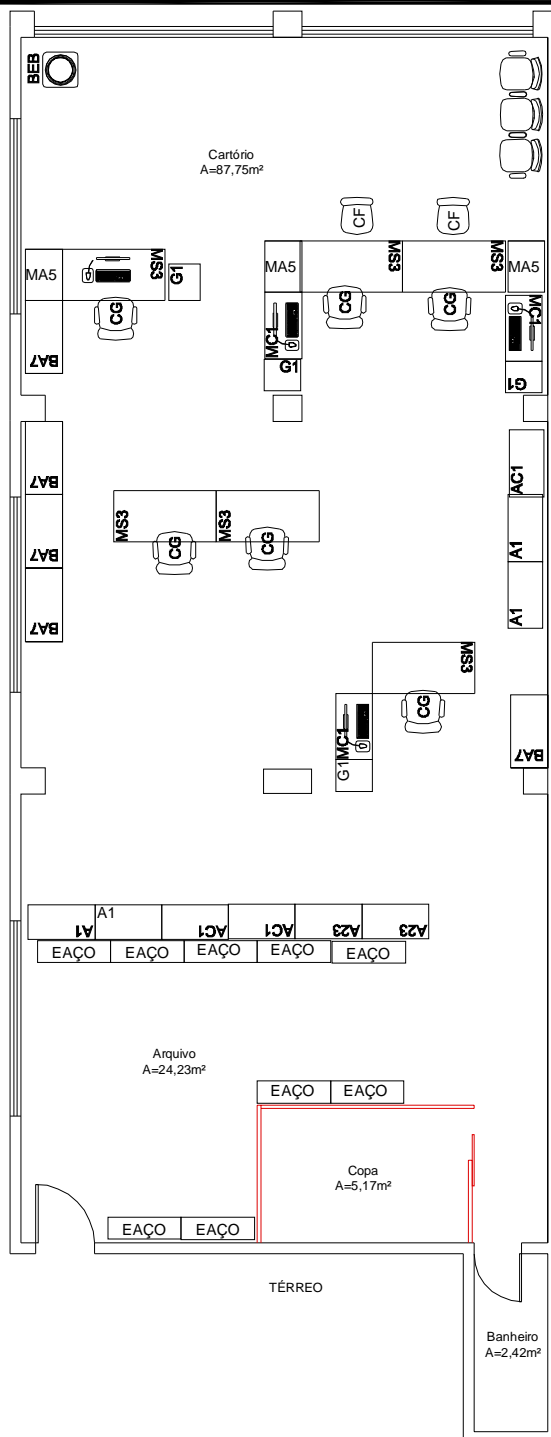 BEB
Cartório
A=87,75m²
CF
CF
MA5
MS3
G1
MA5
MS3
MS3
MA5
CG
CG
CG
MC1
MC1
BA7
G1
G1
BA7
AC1
MS3
MS3
A1
BA7
CG
CG
A1
BA7
MS3
CG
MC1
BA7
G1
A1
A1
AC1
AC1
A23
A23
EAÇO
EAÇO
EAÇO
EAÇO
EAÇO
Arquivo
A=24,23m²
EAÇO
EAÇO
Copa
A=5,17m²
EAÇO
EAÇO
TÉRREO
Banheiro
A=2,42m²